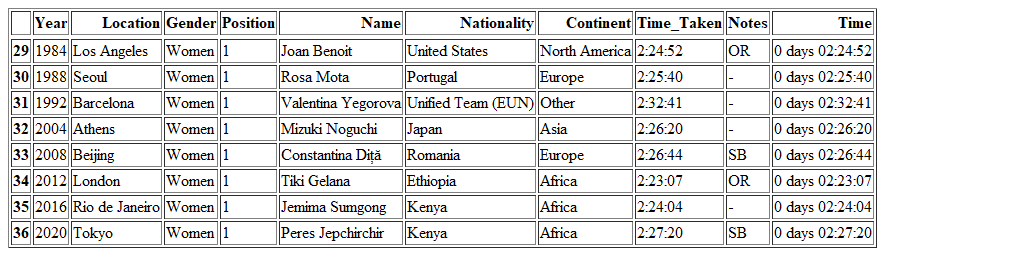 Year Location Gender Position Name Nationality Continent Time_Taken Notes Time
29 1984 Los Angeles Women 1 Joan Benoit United States North America 2:24:52 OR 0 days 02:24:52
30 1988 Seoul Women 1 Rosa Mota Portugal Europe 2:25:40 - 0 days 02:25:40
31 1992 Barcelona Women 1 Valentina Yegorova Unified Team (EUN) Other 2:32:41 - 0 days 02:32:41
32 2004 Athens Women 1 Mizuki Noguchi Japan Asia 2:26:20 - 0 days 02:26:20
33 2008 Beijing Women 1 Constantina Diță Romania Europe 2:26:44 SB 0 days 02:26:44
34 2012 London Women 1 Tiki Gelana Ethiopia Africa 2:23:07 OR 0 days 02:23:07
35 2016 Rio de Janeiro Women 1 Jemima Sumgong Kenya Africa 2:24:04 - 0 days 02:24:04
36 2020 Tokyo Women 1 Peres Jepchirchir Kenya Africa 2:27:20 SB 0 days 02:27:20